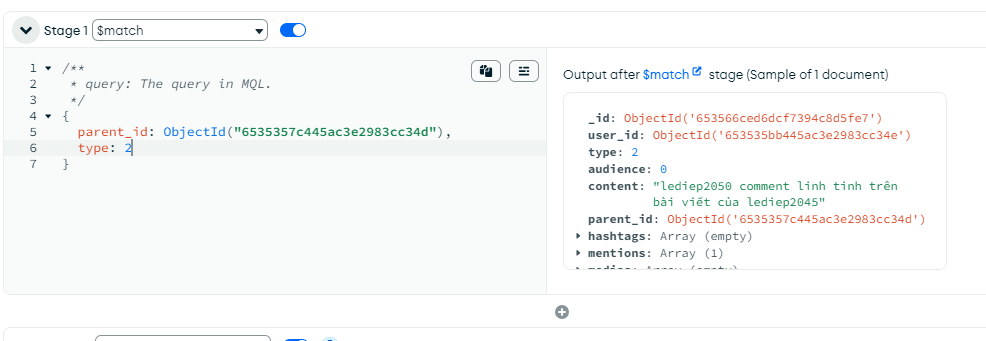 Stage 1 $match
1 /**
2 * query: The query in MQL.
3 */
4 {
5 parent_id: ObjectId("6535357c445ac3e2983cc34d"),
6 type: 2
7 }
Output after $match stage (Sample of 1 document)
_id: ObjectId('653566ced6dcf7394c8d5fe7')
user_id: ObjectId('653535bb445ac3e2983cc34e')
type: 2
audience: 0
content: "lediep2050 comment linh tinh trên
bài viết của lediep2045"
parent_id: ObjectId('6535357c445ac3e2983cc34d')
hashtags: Array (empty)
mentions: Array (1)